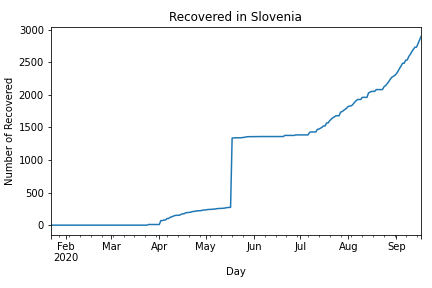 Recovered in Slovenia
Number of Recovered
3000
2500
2000
1500
1000
500
0
Feb Mar Apr May Jun Jul Aug Sep
2020
Day